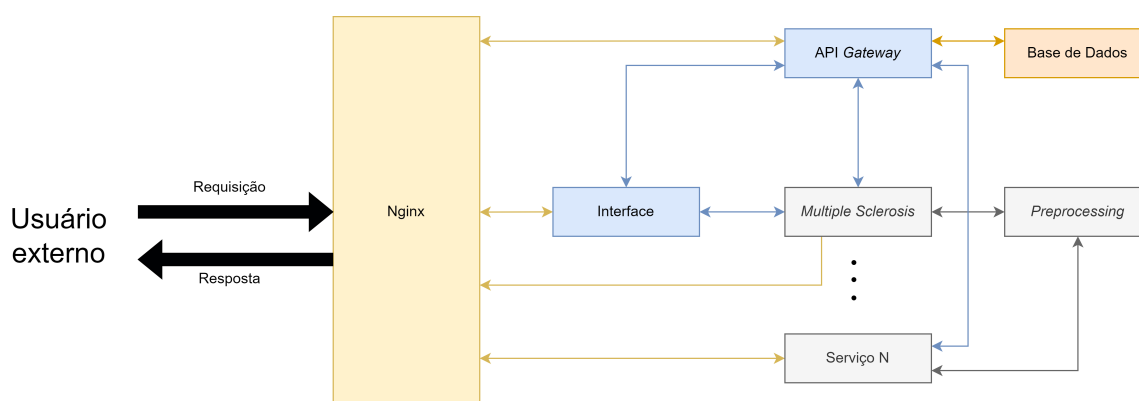 API Gateway
Base de Dados
Requisição
Usuário
externo
Nginx
Interface
Multiple Sclerosis
Preprocessing
Resposta
Serviço N